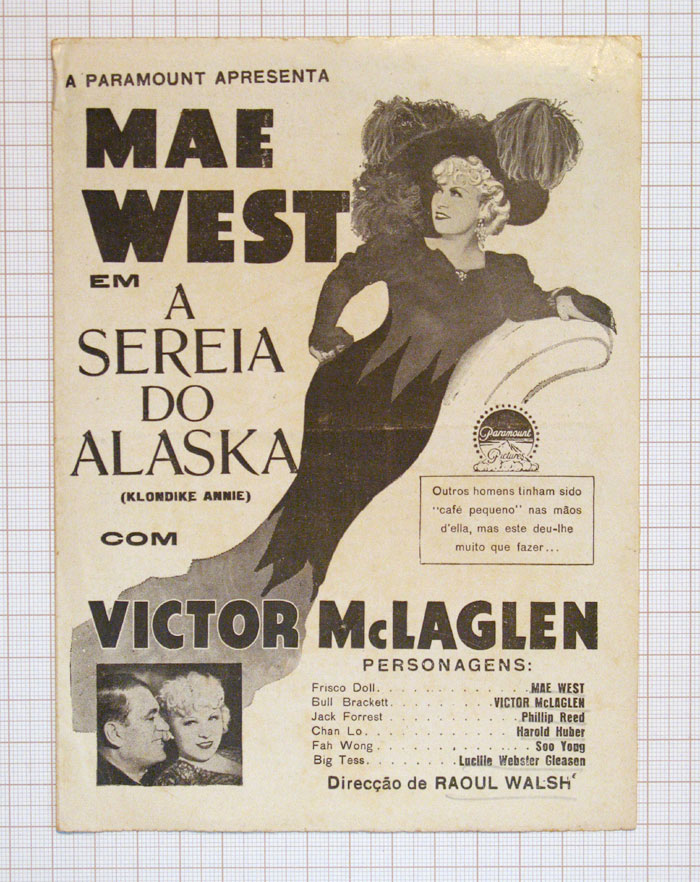 A PARAMOUNT APRESENTA
MAE
WEST
EM
A
SEREIA
DO
ALASKA
(KLONDIKE ANNIE)
COM
Paramount
Pictures
Outros homens tinham sido
"café pequeno" nas mãos
d'ella, mas este deu-lhe
muito que fazer...
VICTOR McLAGLEN
PERSONAGENS:
Frisco Doll. . . . . . . . . . . . MAE WEST
Bull Brackett. . . . . . . . . VICTOR McLAGLEN
Jack Forrest . . . . . . . . . . Phillip Reed
Chan Lo. . . . . . . . . . . . Harold Huber
Fah Wong. . . . . . . . . . . . Soo Yong
Big Tess. . . . . . . . Lucille Webster Gleason
Direcção de RAOUL WALSH